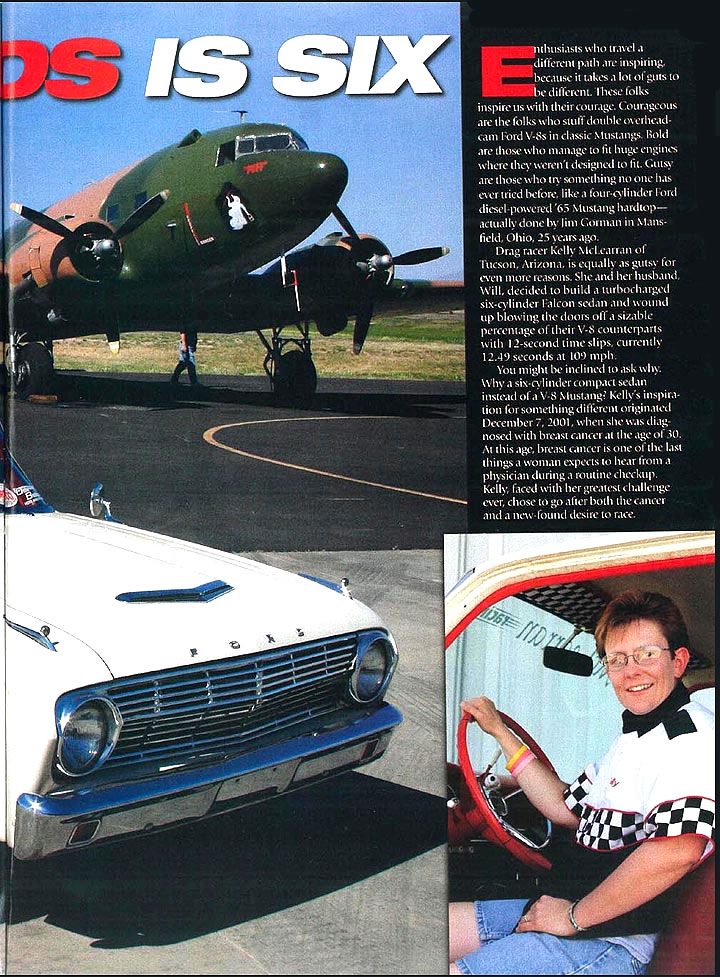 OS IS SIX
Enthusiasts who travel a
different path are inspiring,
because it takes a lot of guts to
be different. These folks
inspire us with their courage. Courageous
are the folks who stuff double overhead-
cam Ford V-8s in classic Mustangs. Bold
are those who manage to fit huge engines
where they weren't designed to fit. Gutsy
are those who try something no one has
ever tried before, like a four-cylinder Ford
diesel-powered '65 Mustang hardtop—
actually done by Jim Gorman in Mans-
field, Ohio, 25 years ago.
Drag racer Kelly McLearran of
Tucson, Arizona, is equally as gutsy for
even more reasons. She and her husband,
Will, decided to build a turbocharged
six-cylinder Falcon sedan and wound
up blowing the doors off a sizable
percentage of their V-8 counterparts
with 12-second time slips, currently
12.49 seconds at 109 mph.
You might be inclined to ask why.
Why a six-cylinder compact sedan
instead of a V-8 Mustang? Kelly's inspira-
tion for something different originated
December 7, 2001, when she was diag-
nosed with breast cancer at the age of 30.
At this age, breast cancer is one of the last
things a woman expects to hear from a
physician during a routine checkup.
Kelly, faced with her greatest challenge
ever, chose to go after both the cancer
and a new-found desire to race.
"PUFF"
DANGER
FORD